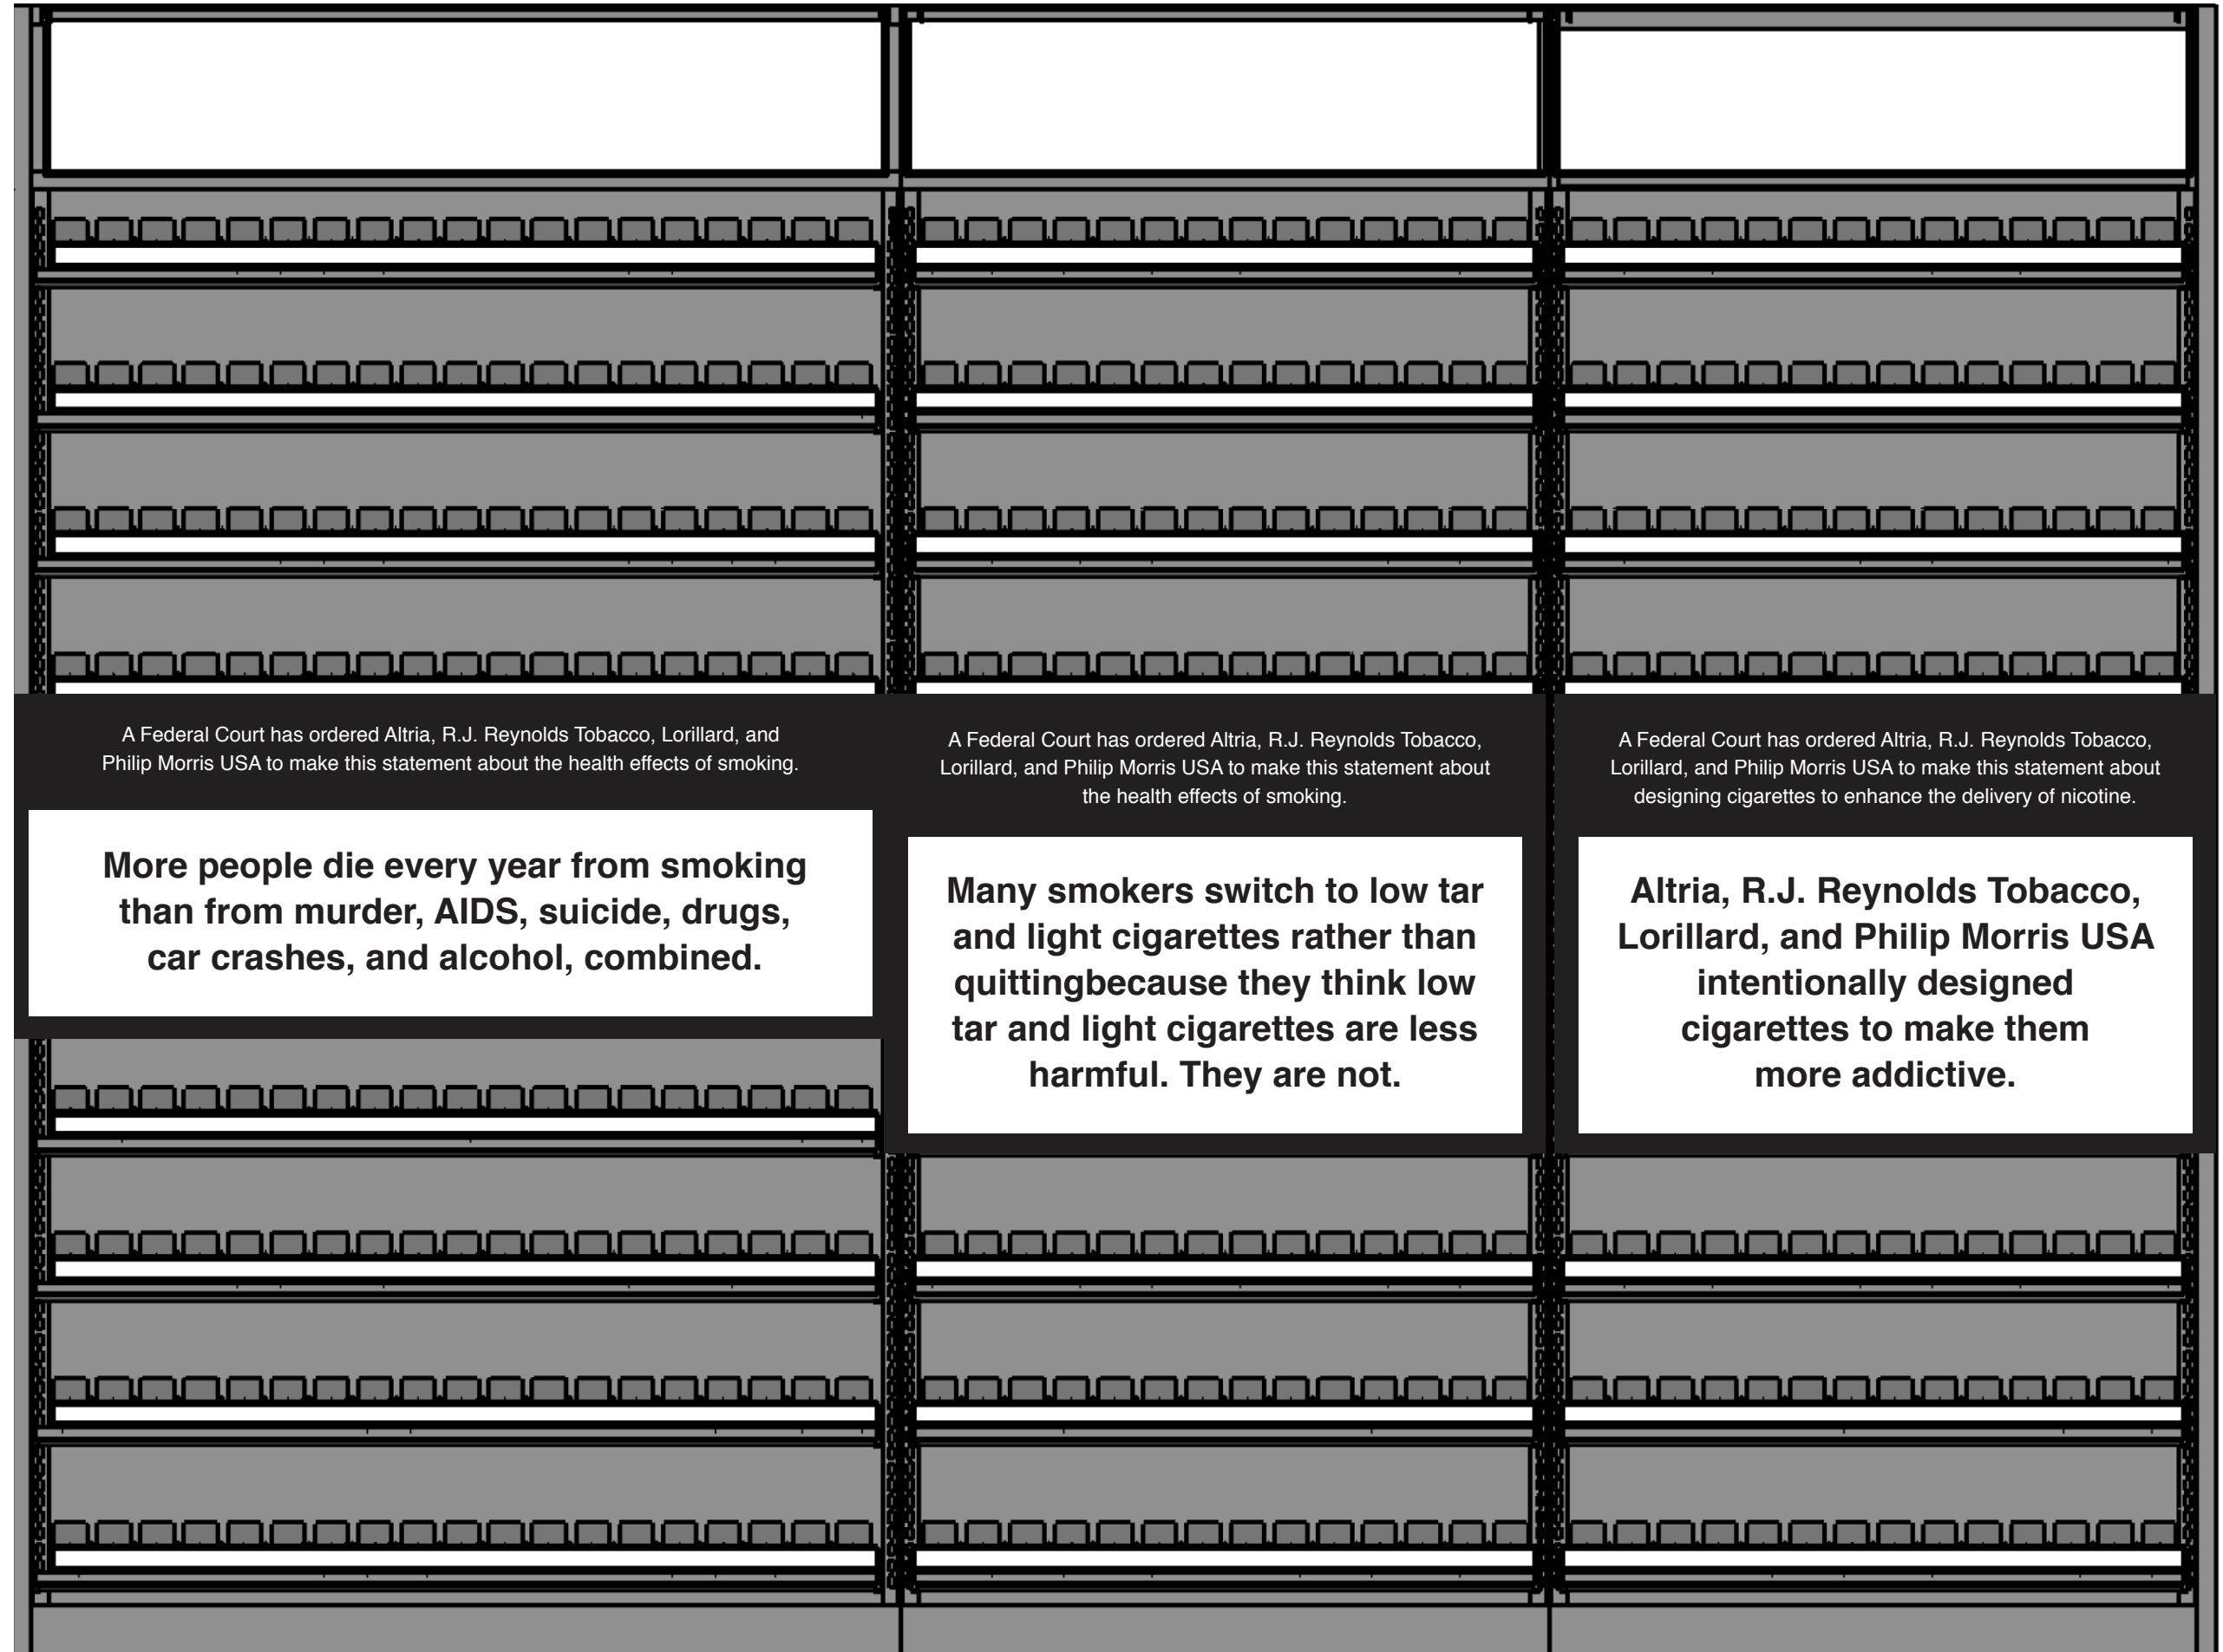 A Federal Court has ordered Altria, R.J. Reynolds Tobacco, Lorillard, and
Philip Morris USA to make this statement about the health effects of smoking.
More people die every year from smoking
than from murder, AIDS, suicide, drugs,
car crashes, and alcohol, combined.
A Federal Court has ordered Altria, R.J. Reynolds Tobacco,
Lorillard, and Philip Morris USA to make this statement about
the health effects of smoking.
Many smokers switch to low tar
and light cigarettes rather than
quittingbecause they think low
tar and light cigarettes are less
harmful. They are not.
A Federal Court has ordered Altria, R.J. Reynolds Tobacco,
Lorillard, and Philip Morris USA to make this statement about
designing cigarettes to enhance the delivery of nicotine.
Altria, R.J. Reynolds Tobacco,
Lorillard, and Philip Morris USA
intentionally designed
cigarettes to make them
more addictive.